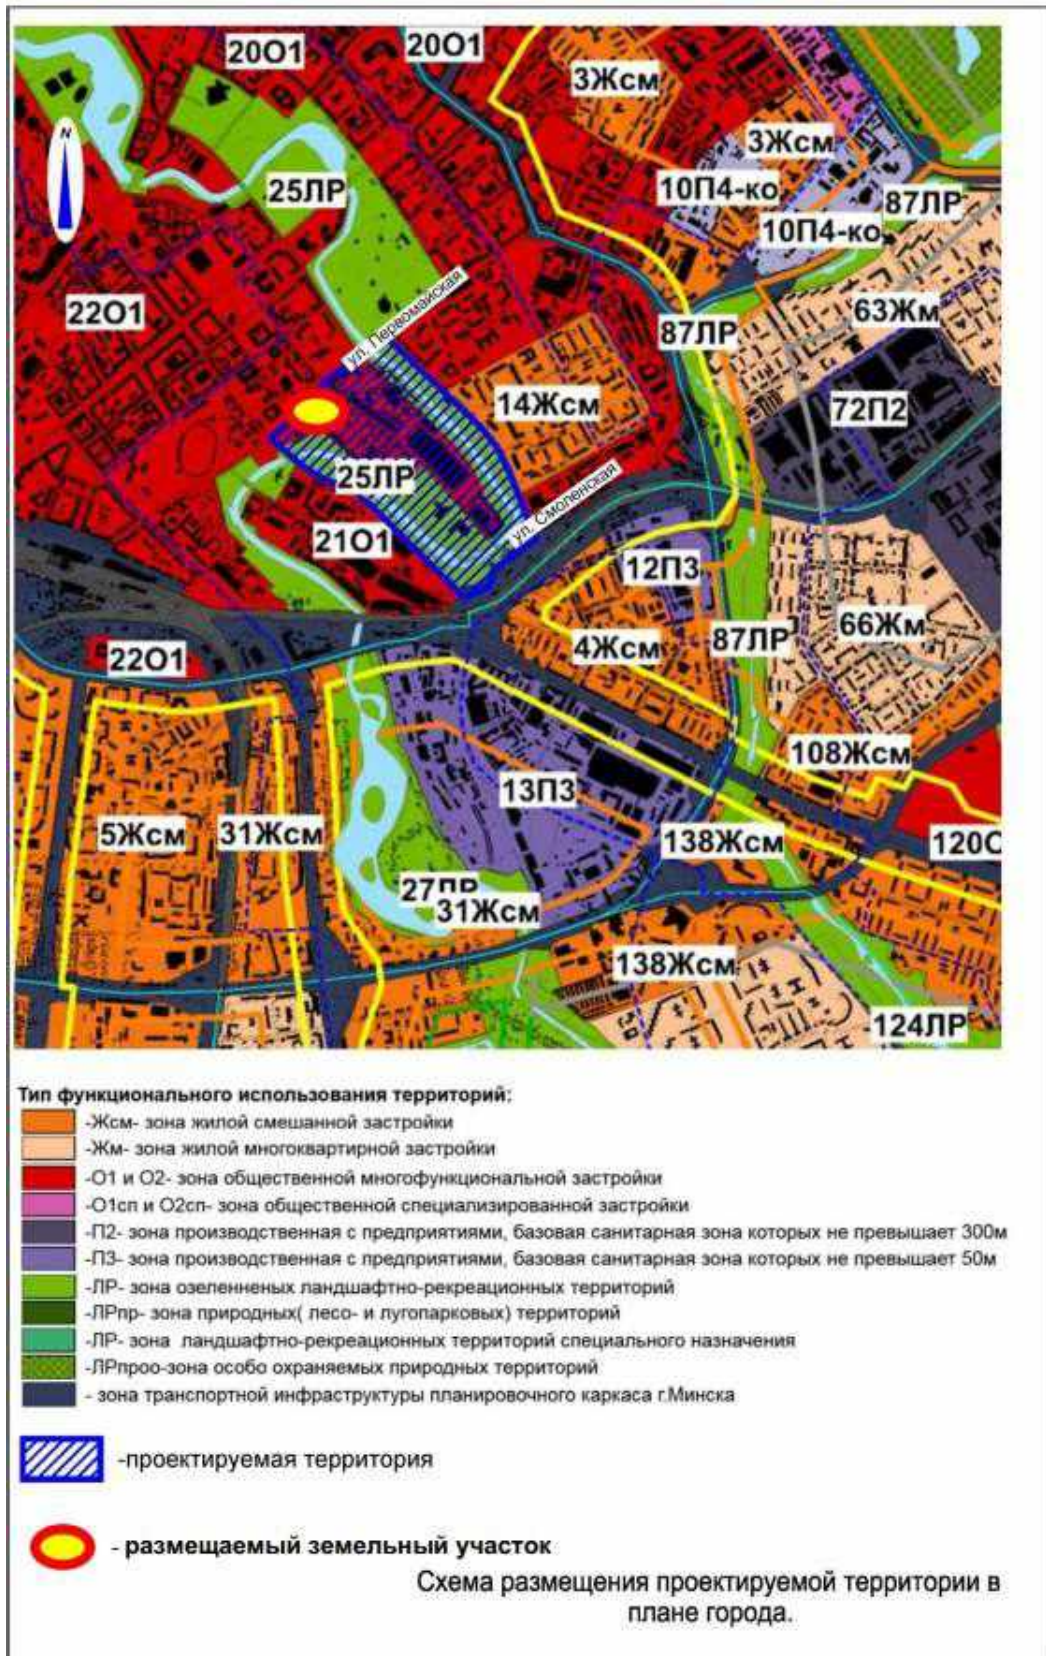 20О1
20О1
3Жсм
3Жсм
N
25ЛР
10П4-ко
87ЛР
10П4-ко
22О1
ул. Первомайская
63Жм
87ЛР
14Жсм
72П2
25ЛР
ул. Смоленская
21О1
12П3
66Жм
4Жсм
87ЛР
22О1
108Жсм
13П3
5Жсм
31Жсм
138Жсм
120О
27ЛР
31Жсм
138Жсм
124ЛР
Тип функционального использования территорий:
-Жсм- зона жилой смешанной застройки
-Жм- зона жилой многоквартирной застройки
-О1 и О2- зона общественной многофункциональной застройки
-О1сп и О2сп- зона общественной специализированной застройки
-П2- зона производственная с предприятиями, базовая санитарная зона которых не превышает 300м
-П3- зона производственная с предприятиями, базовая санитарная зона которых не превышает 50м
-ЛР- зона озелененых ландшафтно-рекреационных территорий
-ЛРпр- зона природных( лесо- и лугопарковых) территорий
-ЛР- зона ландшафтно-рекреационных территорий специального назначения
-ЛРпроо-зона особо охраняемых природных территорий
- зона транспортной инфраструктуры планировочного каркаса г.Минска
-проектируемая территория
- размещаемый земельный участок
Схема размещения проектируемой территории в
плане города.